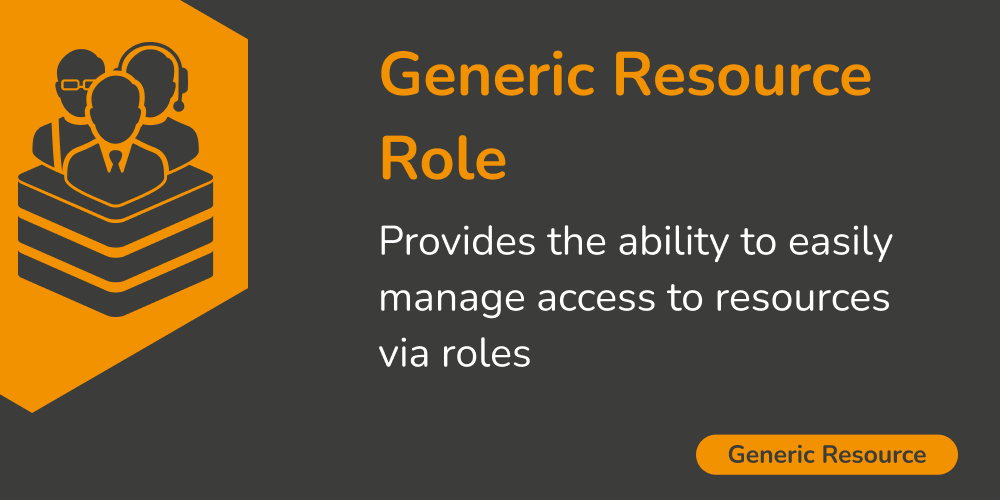 Generic Resource
Role
Provides the ability to easily
manage access to resources
via roles
Generic Resource